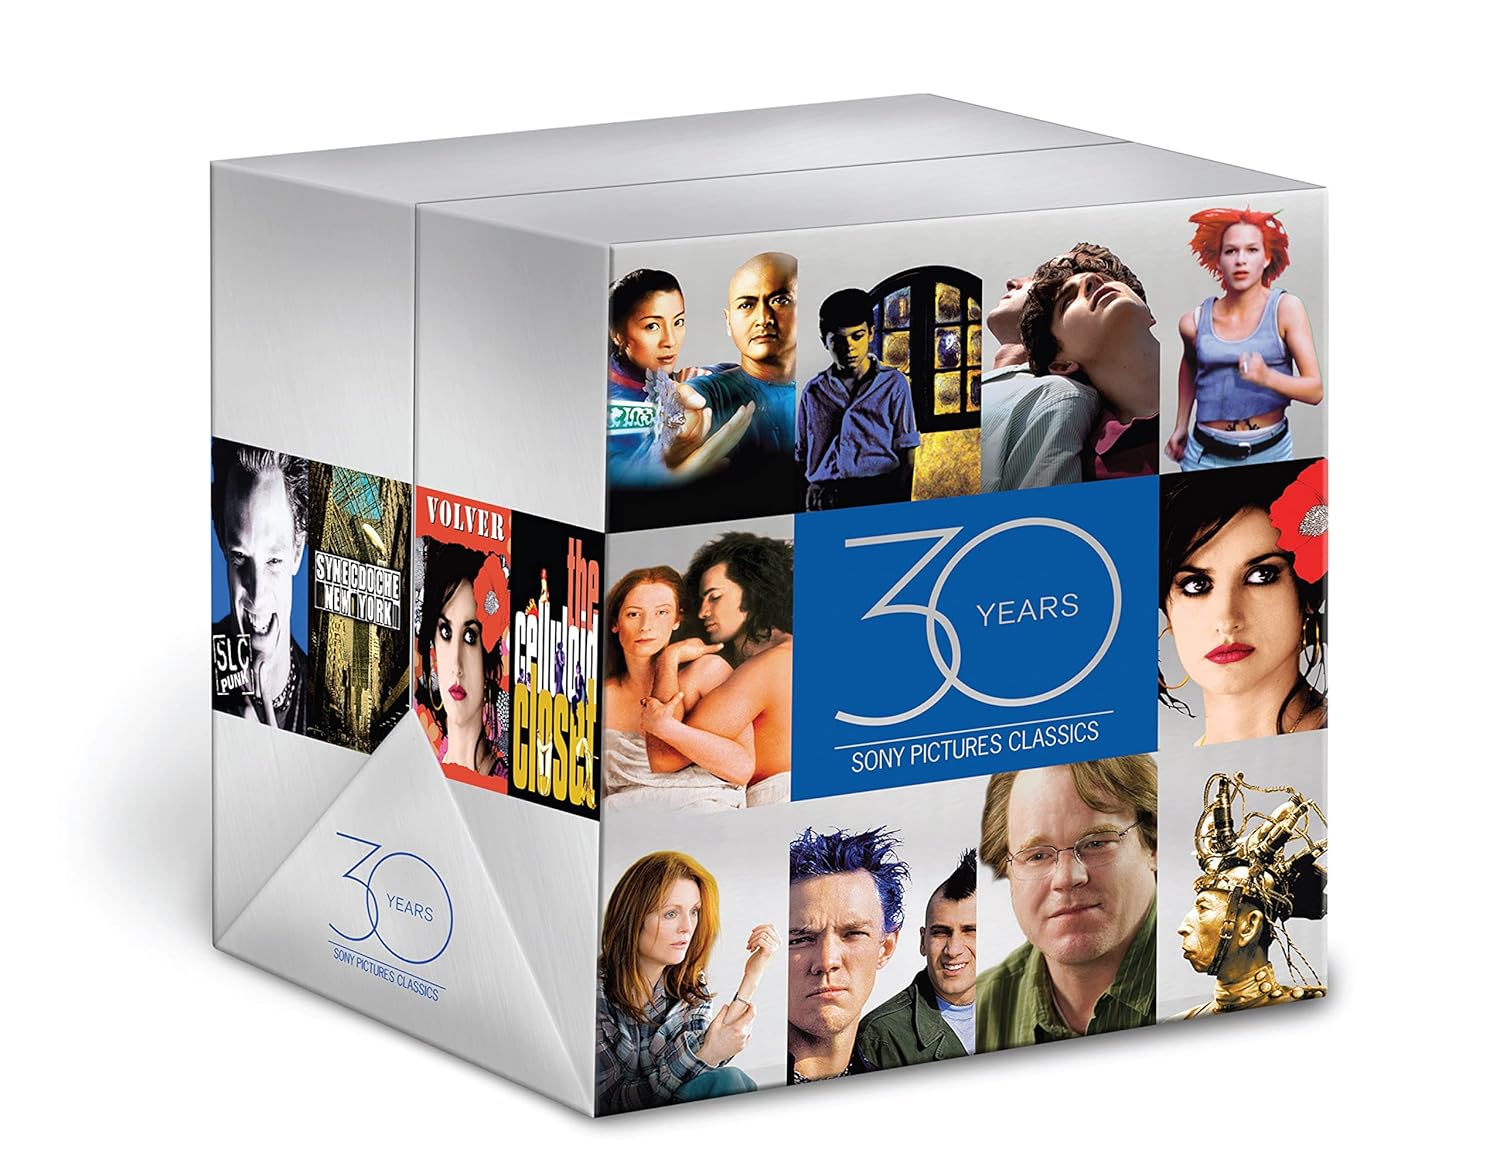 SLC
PUNK
SYNECDOCHE
NEW YORK
VOLVER
the
celluloid
closet
30
YEARS
SONY PICTURES CLASSICS
30
YEARS
SONY PICTURES CLASSICS